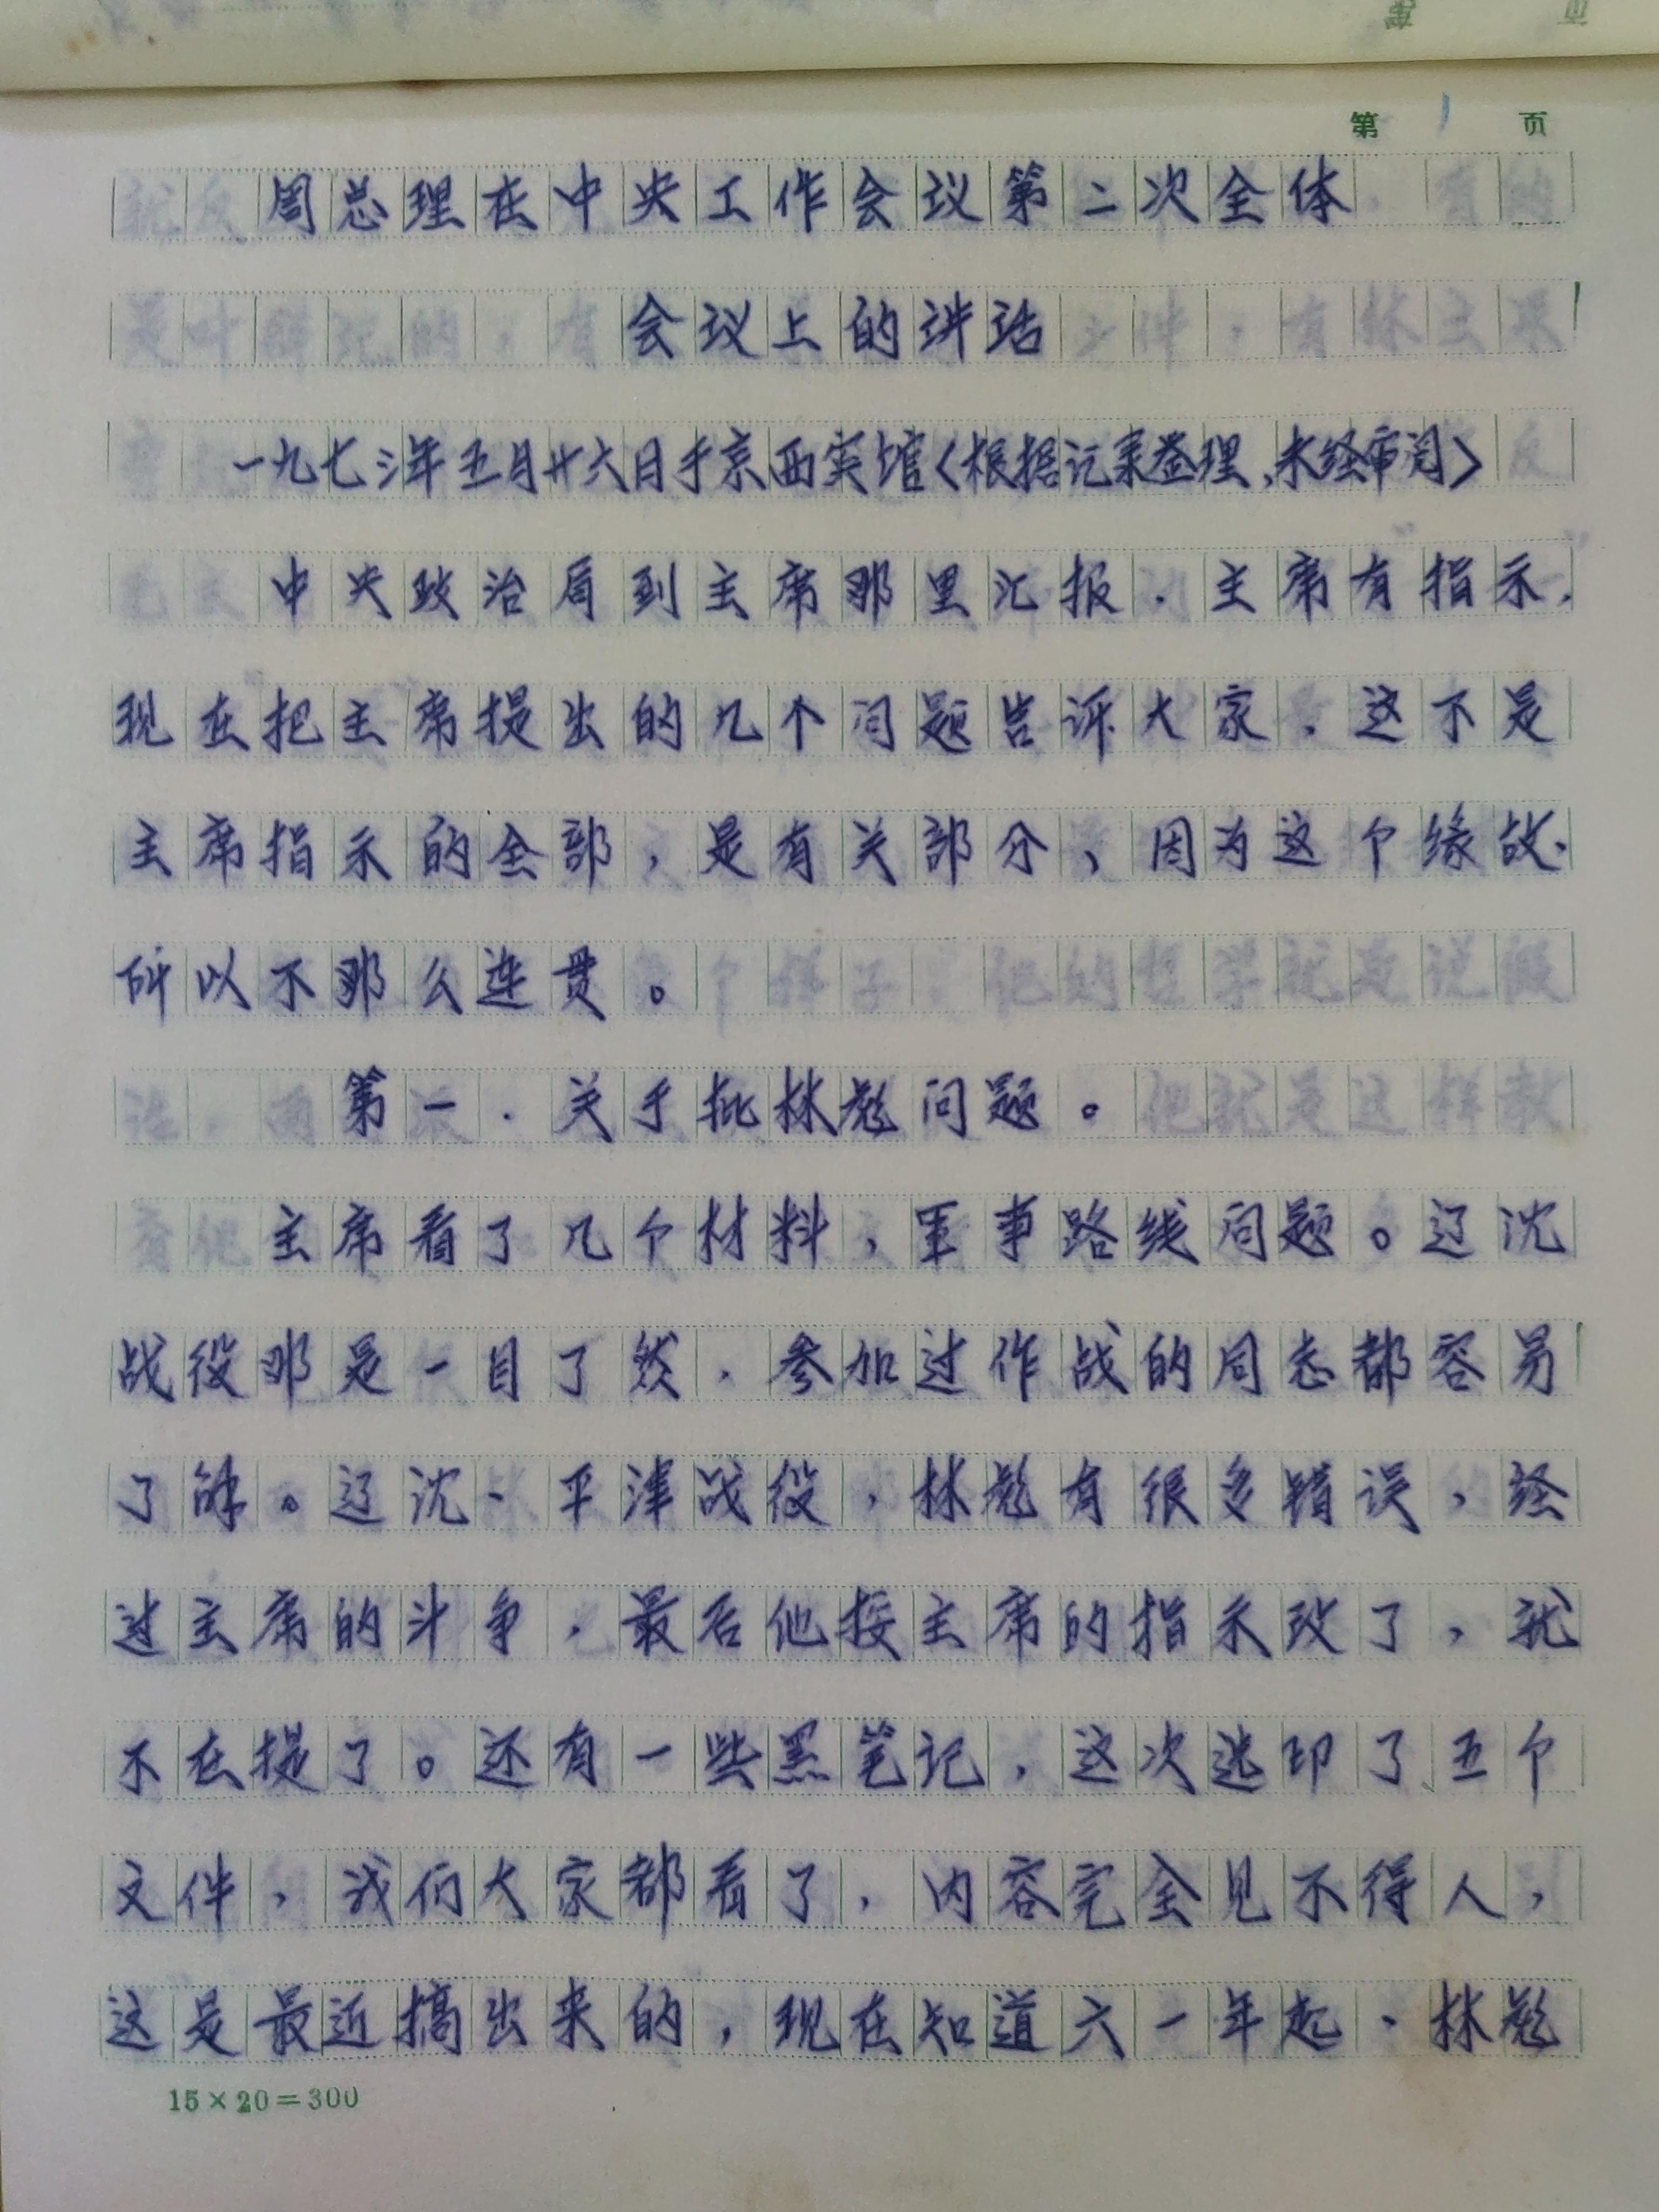 第 1 页
周总理在中央工作会议第二次全体
会议上的讲话
一九七三年五月廿六日于京西宾馆〈根据记录整理、未经审阅〉
中央政治局到主席那里汇报，主席有指示，
现在把主席提出的几个问题告诉大家，这不是
主席指示的全部，是有关部分、因为这个缘故，
所以不那么连贯。
第一．关于批林彪问题。
主席看了几个材料，军事路线问题。辽沈
战役那是一目了然，参加过作战的同志都容易
了解。辽沈、平津战役，林彪有很多错误，经
过主席的斗争，最后他按主席的指示改了，就
不在提了。还有一些黑笔记，这次选印了五个
文件，我们大家都看了，内容完全见不得人，
这是最近搞出来的，现在知道六一年起、林彪
15×20=300